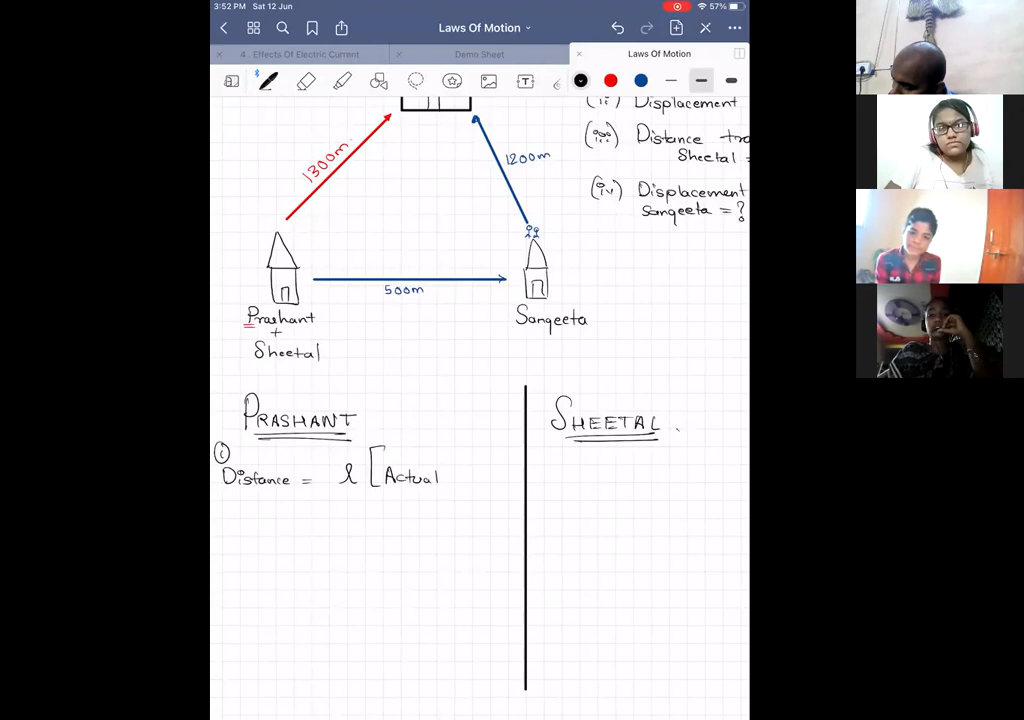 3:52 PM Sat 12 Jun
57%
Laws Of Motion
4. Effects Of Electric Current
Demo Sheet
Laws Of Motion
T
(ii) Displacement
(iii) Distance tra
Sheetal =
(iv) Displacement
Sangeeta = ?
1300m
1200m
500m
Prashant
+
Sheetal
Sangeeta
PRASHANT
SHEETAL
(i)
Distance = l [Actual